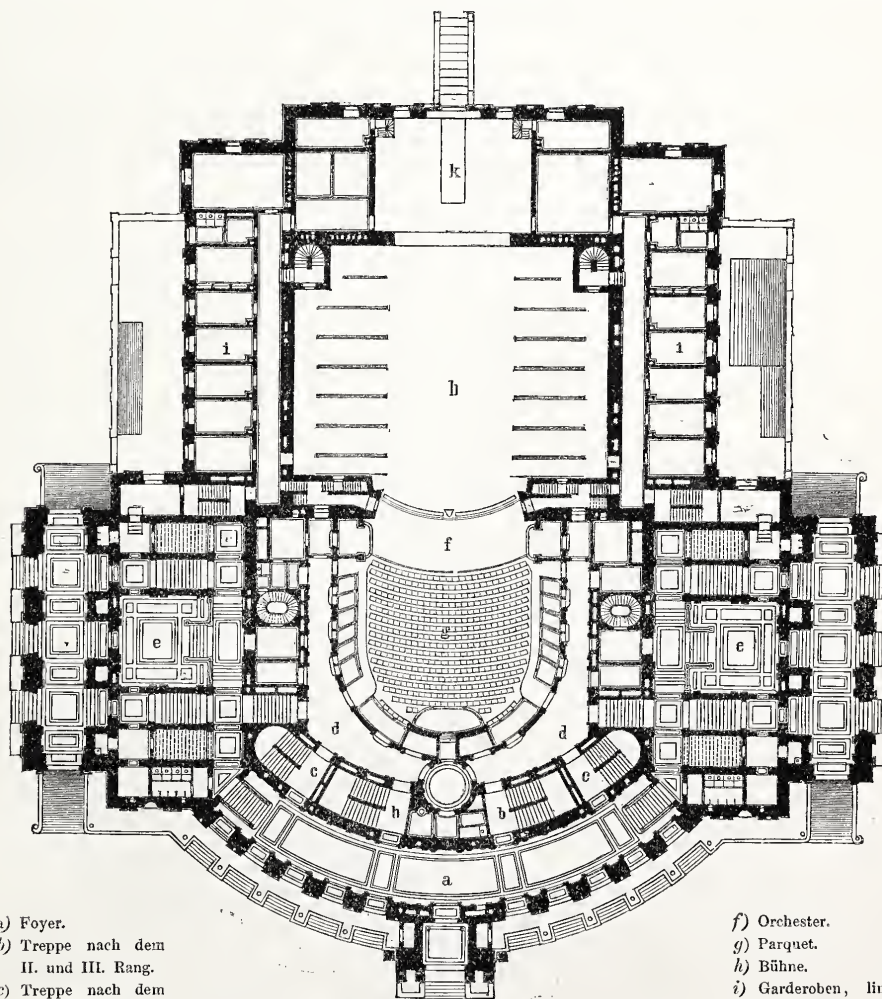 k
i
h
i
f
g
e
e
d
d
c
c
b
b
a
a) Foyer.
b) Treppe nach dem
II. und III. Rang.
c) Treppe nach dem
f) Orchester.
g) Parquet.
h) Bühne.
i) Garderoben,